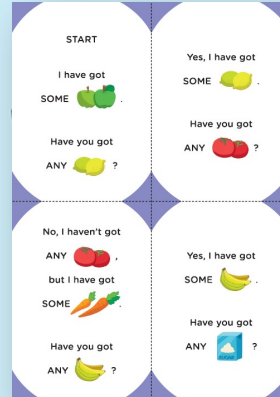 START
I have got
SOME .
Have you got
ANY ?
Yes, I have got
SOME .
Have you got
ANY ?
No, I haven't got
ANY ,
but I have got
SOME .
Have you got
ANY ?
Yes, I have got
SOME .
Have you got
ANY ?